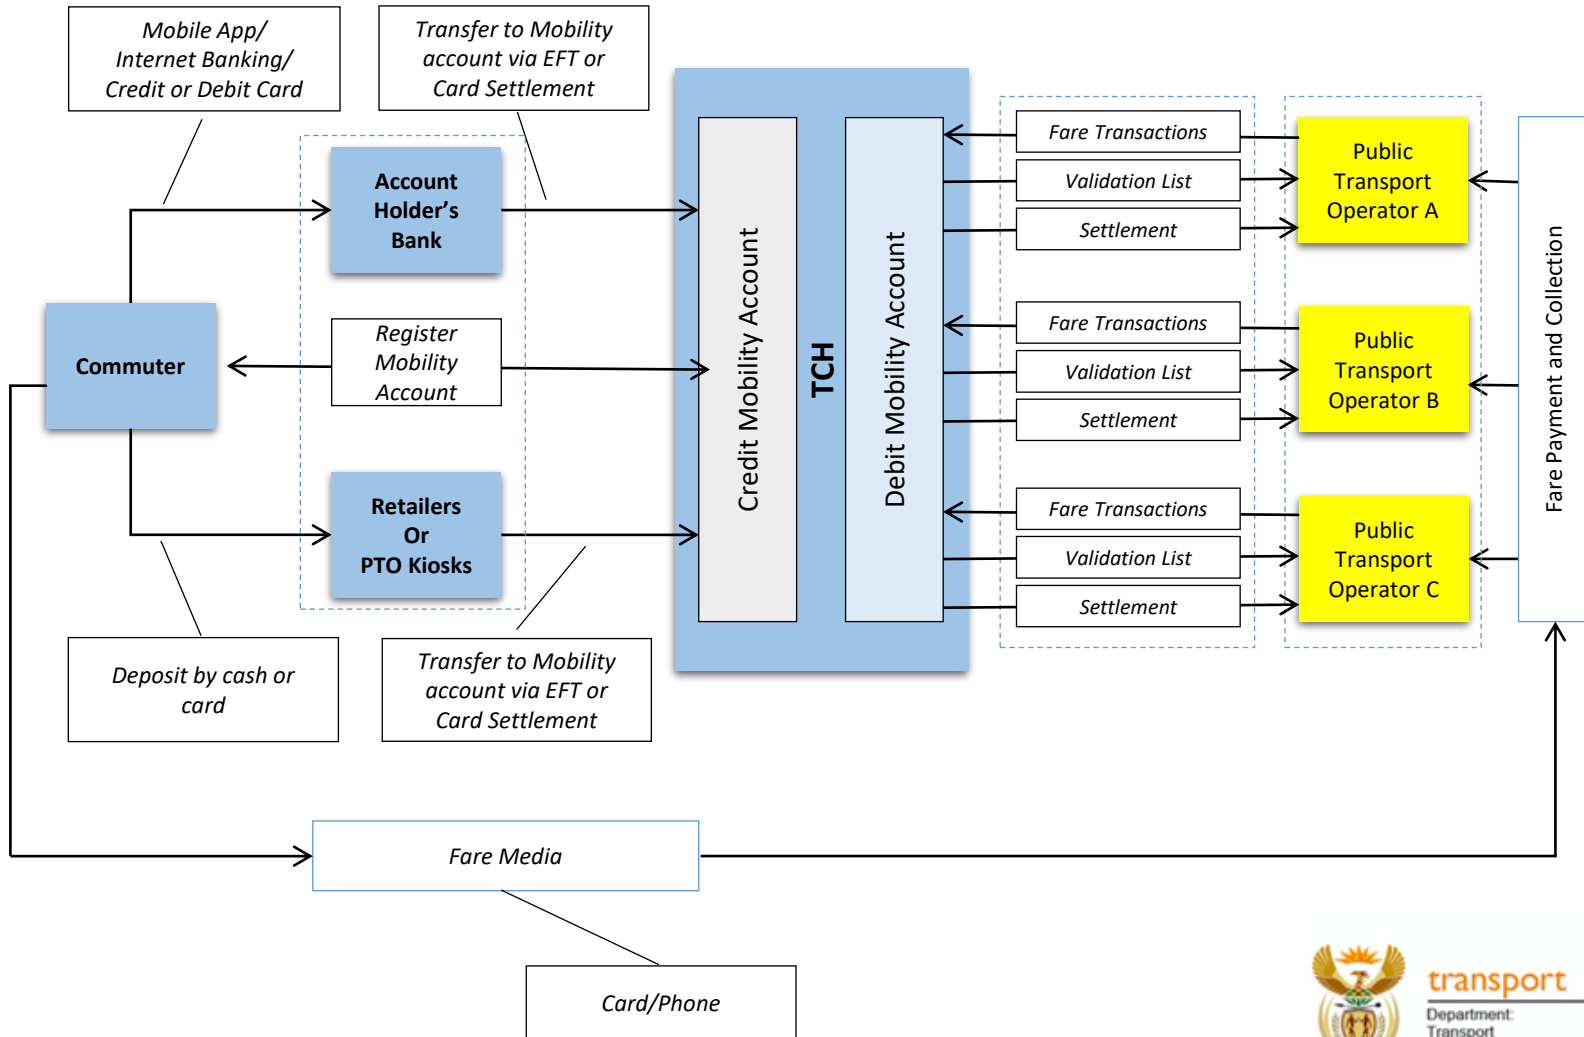 Mobile App/
Internet Banking/
Credit or Debit Card
Transfer to Mobility
account via EFT or
Card Settlement
Account
Holder’s
Bank
Commuter
Register
Mobility
Account
Retailers
Or
PTO Kiosks
Deposit by cash or
card
Transfer to Mobility
account via EFT or
Card Settlement
Credit Mobility Account
TCH
Debit Mobility Account
Fare Transactions
Validation List
Settlement
Fare Transactions
Validation List
Settlement
Fare Transactions
Validation List
Settlement
Public
Transport
Operator A
Public
Transport
Operator B
Public
Transport
Operator C
Fare Payment and Collection
Fare Media
Card/Phone
transport
Department:
Transport